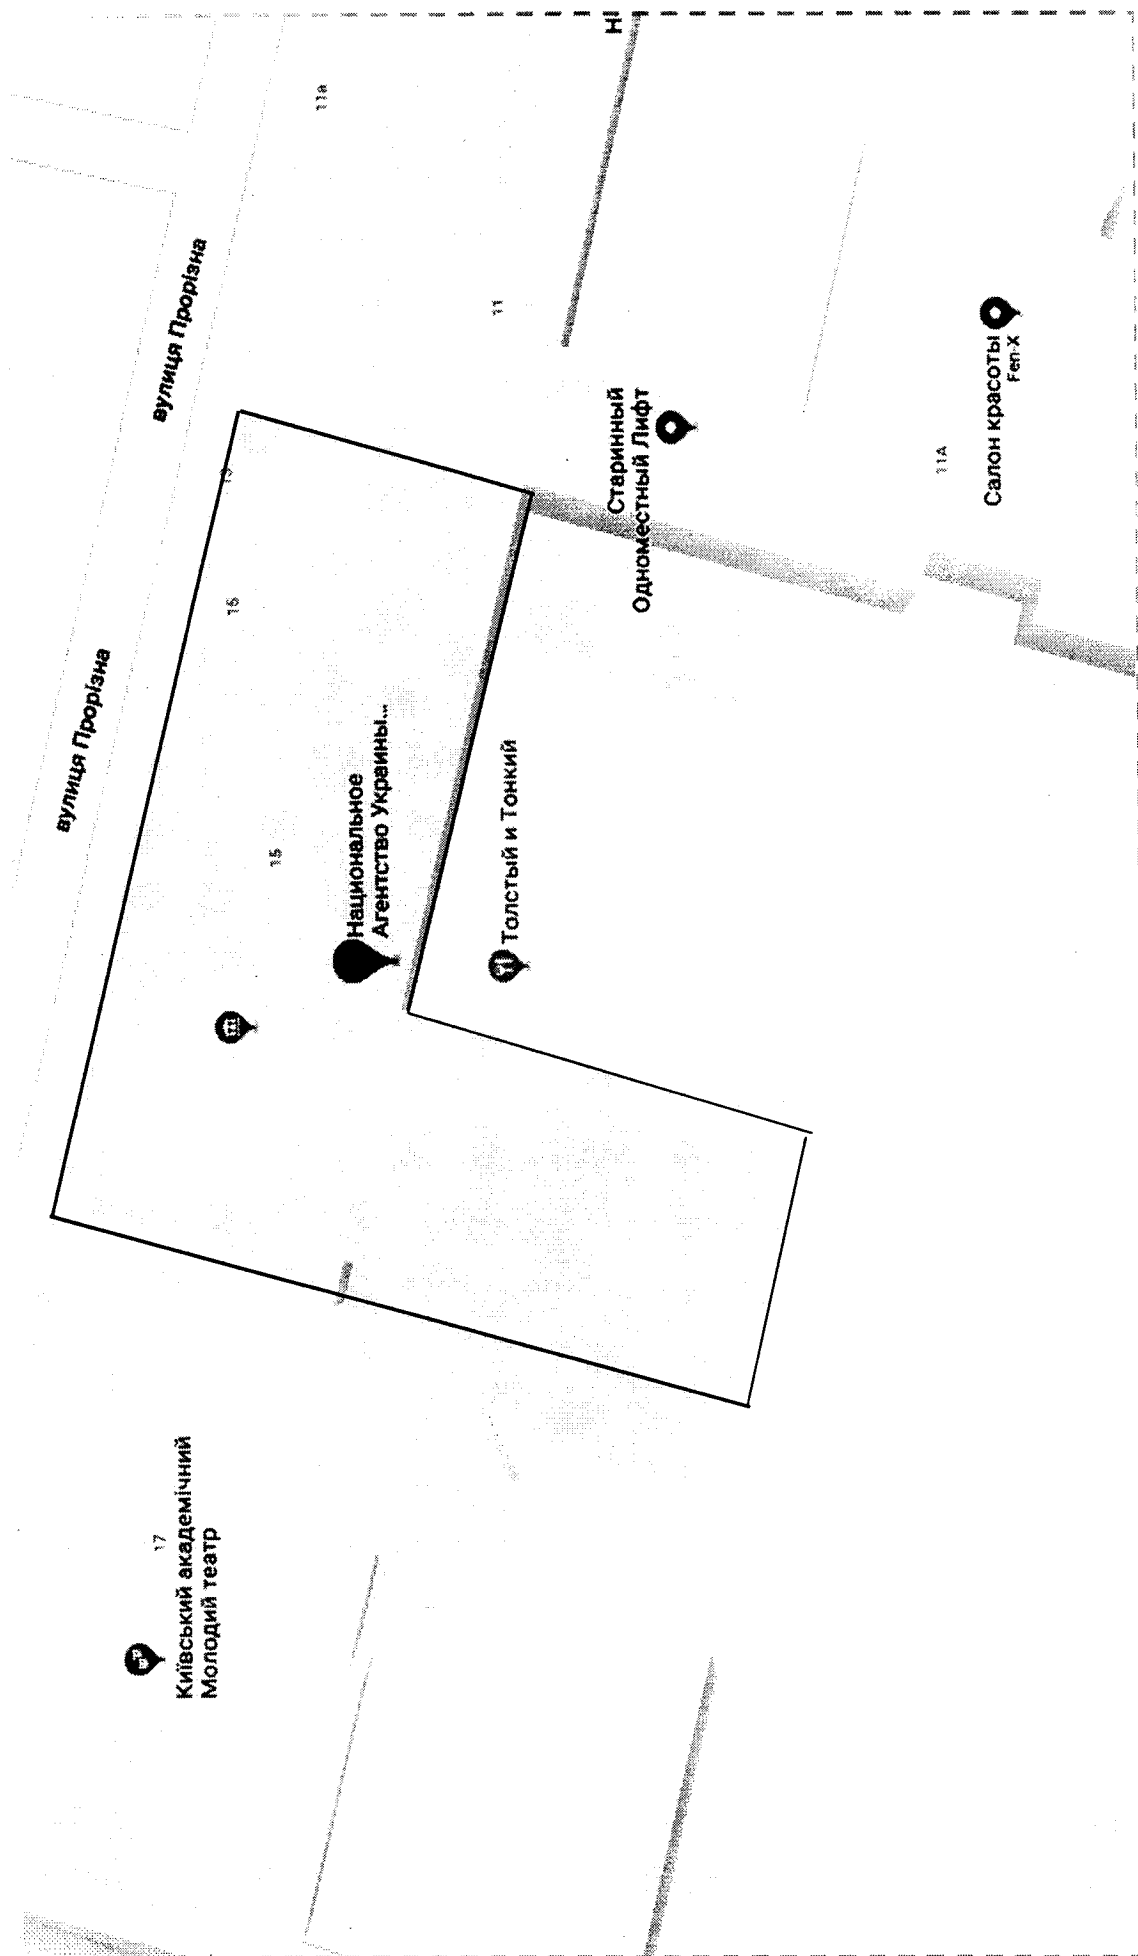 вулиця Прорізна
вулиця Прорізна
11а
11
15
15
Национальное
Агентство Украины...
Толстый и Тонкий
Старинный
Одноместный Лифт
11А
Салон красоты
Fen-X
17
Київський академічний
Молодий театр
Н